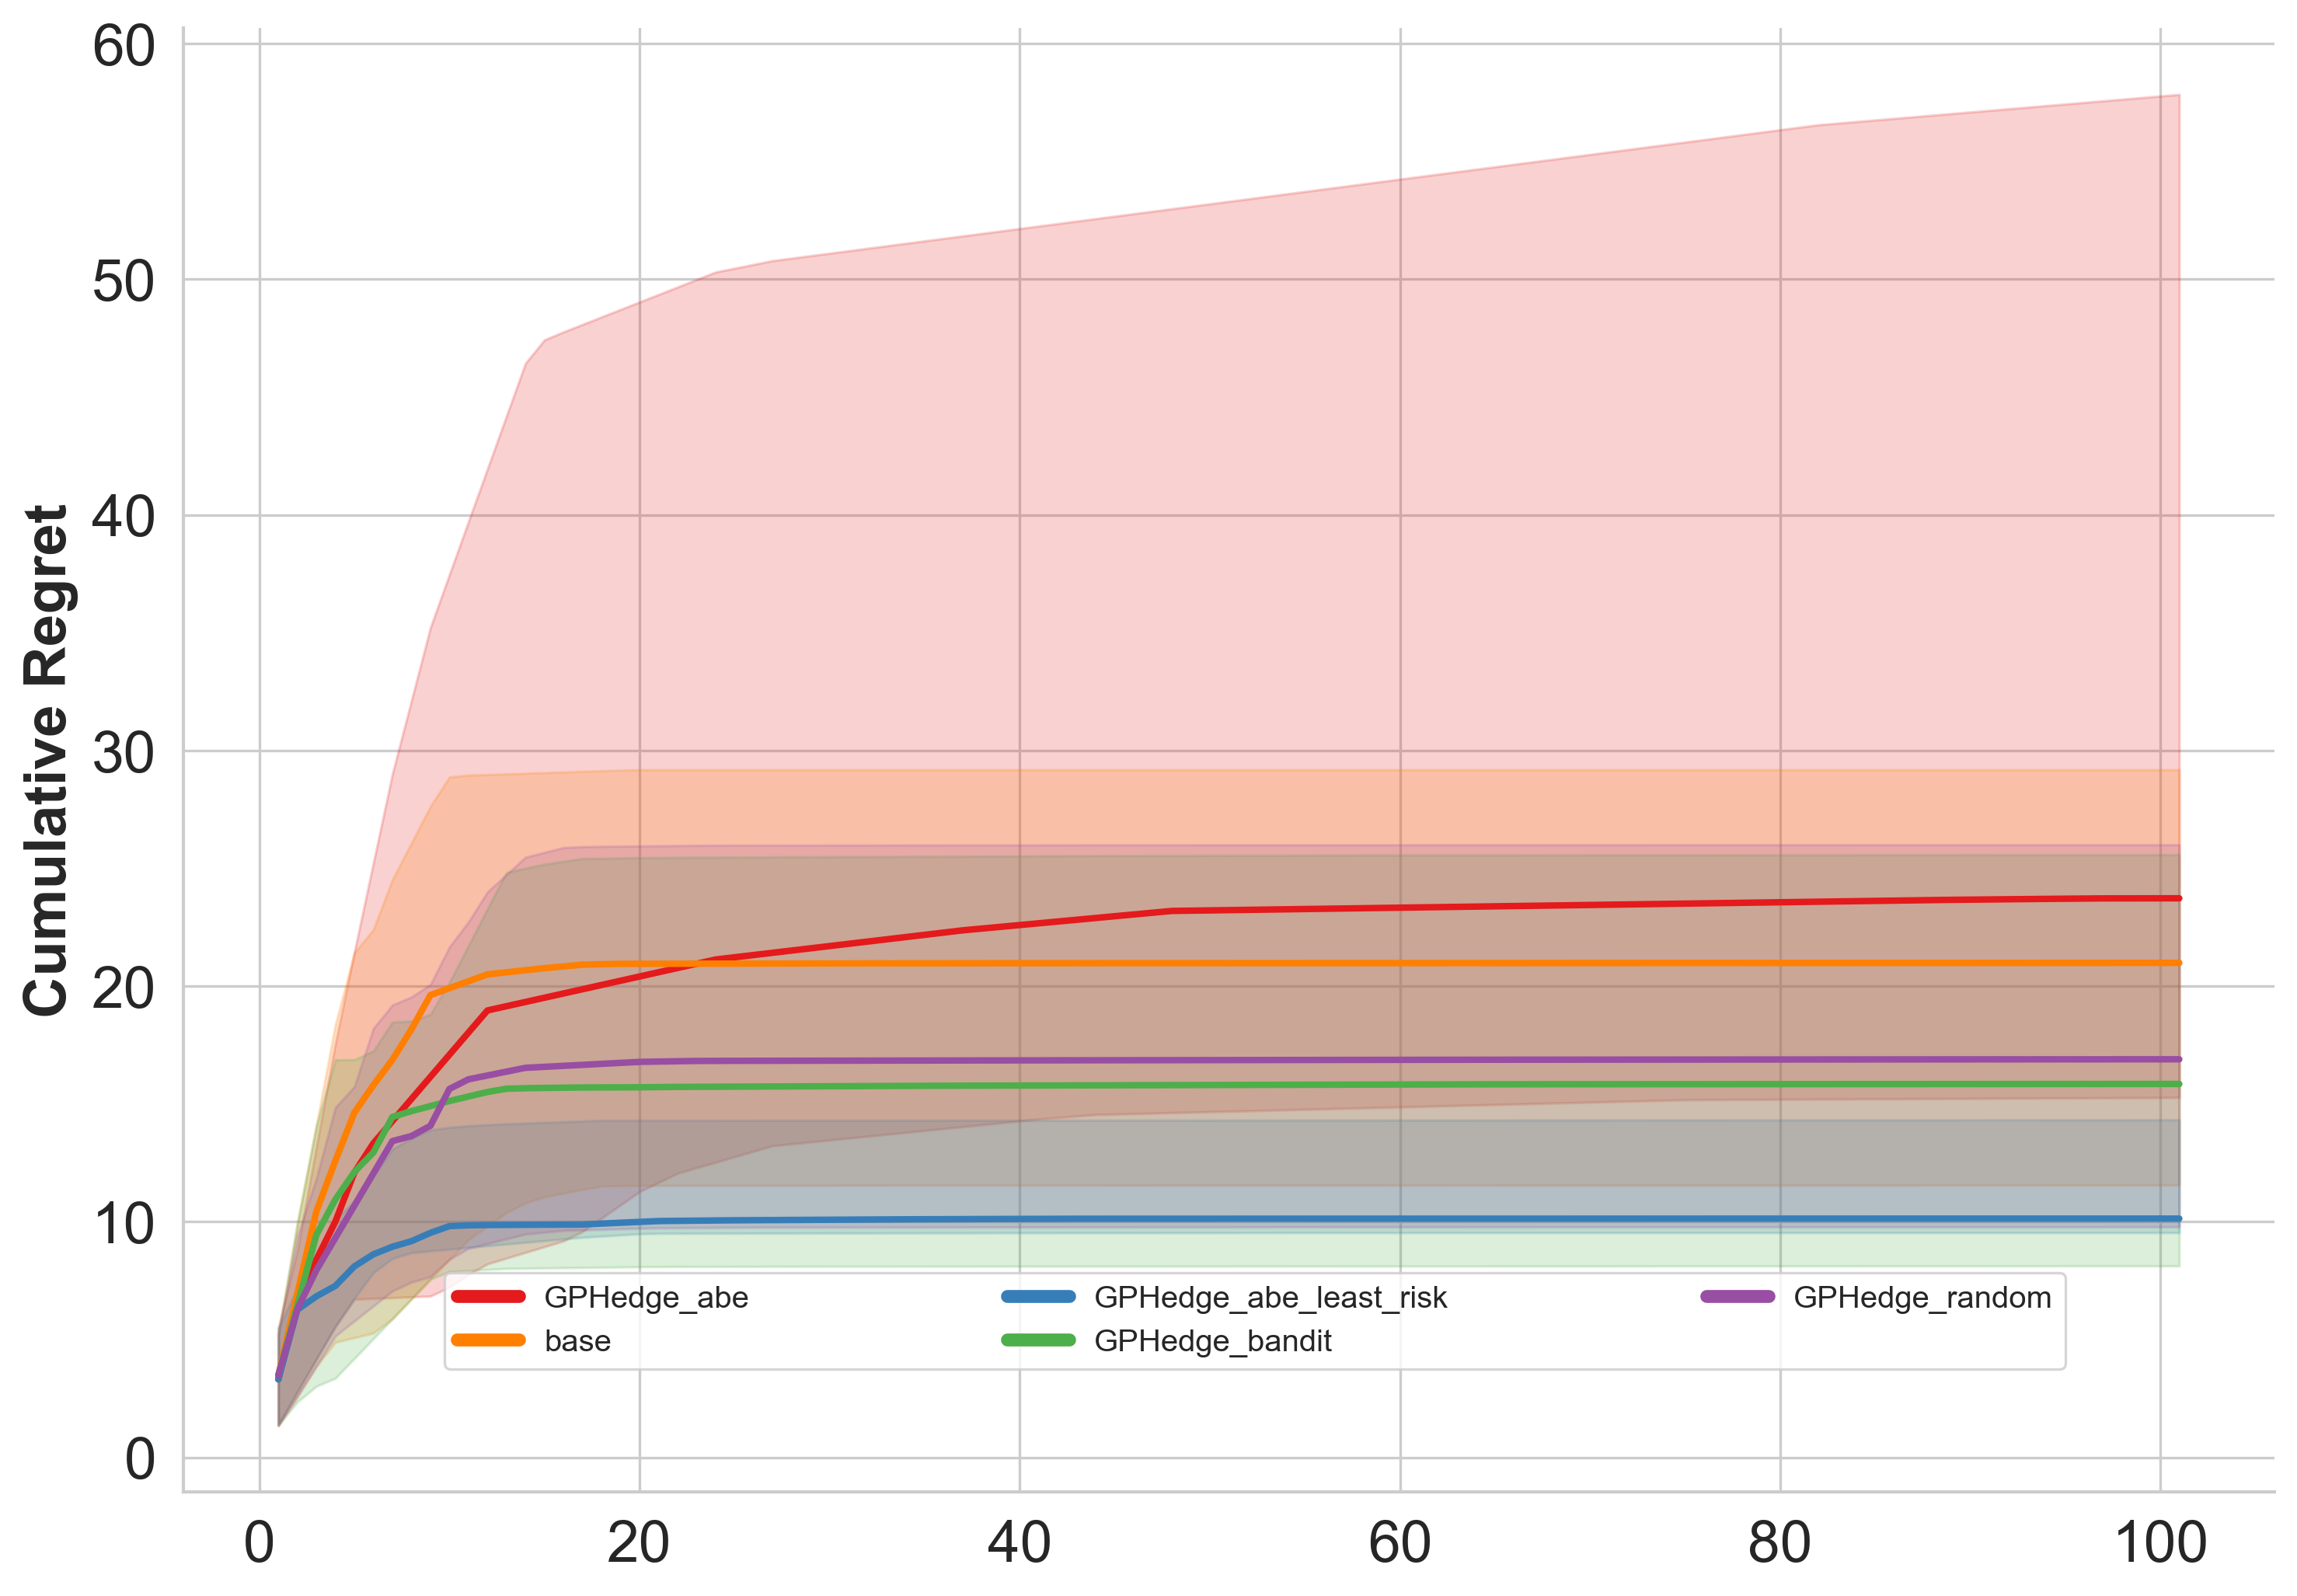 Cumulative Regret
60
50
40
30
20
10
0
GPHedge_abe
base
GPHedge_abe_least_risk
GPHedge_bandit
GPHedge_random
0 20 40 60 80 100